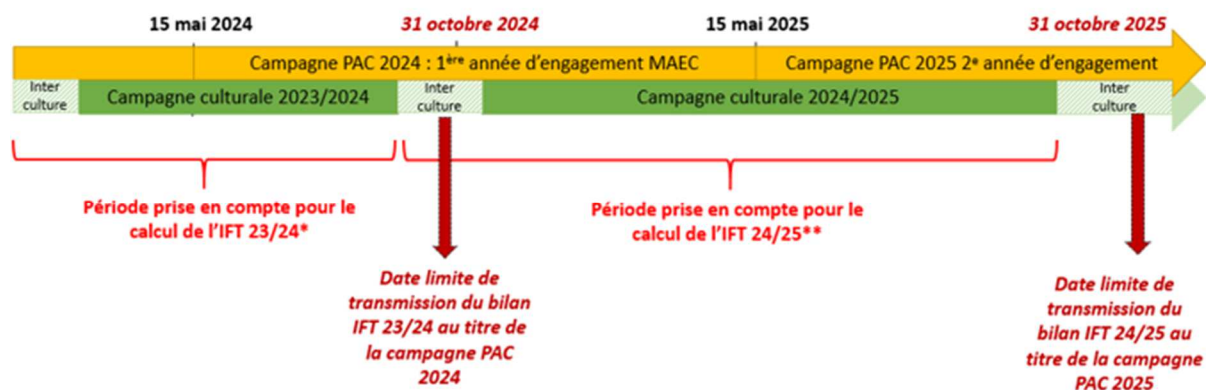 15 mai 2024
31 octobre 2024
15 mai 2025
31 octobre 2025
Campagne PAC 2024 : 1ère année d’engagement MAEC
Campagne PAC 2025 2e année d’engagement
Inter
culture
Campagne culturale 2023/2024
Inter
culture
Campagne culturale 2024/2025
Inter
culture
Période prise en compte pour le
calcul de l’IFT 23/24*
Période prise en compte pour le
calcul de l’IFT 24/25**
Date limite de
transmission du bilan
IFT 23/24 au titre de
la campagne PAC
2024
Date limite de
transmission du
bilan IFT 24/25 au
titre de la campagne
PAC 2025